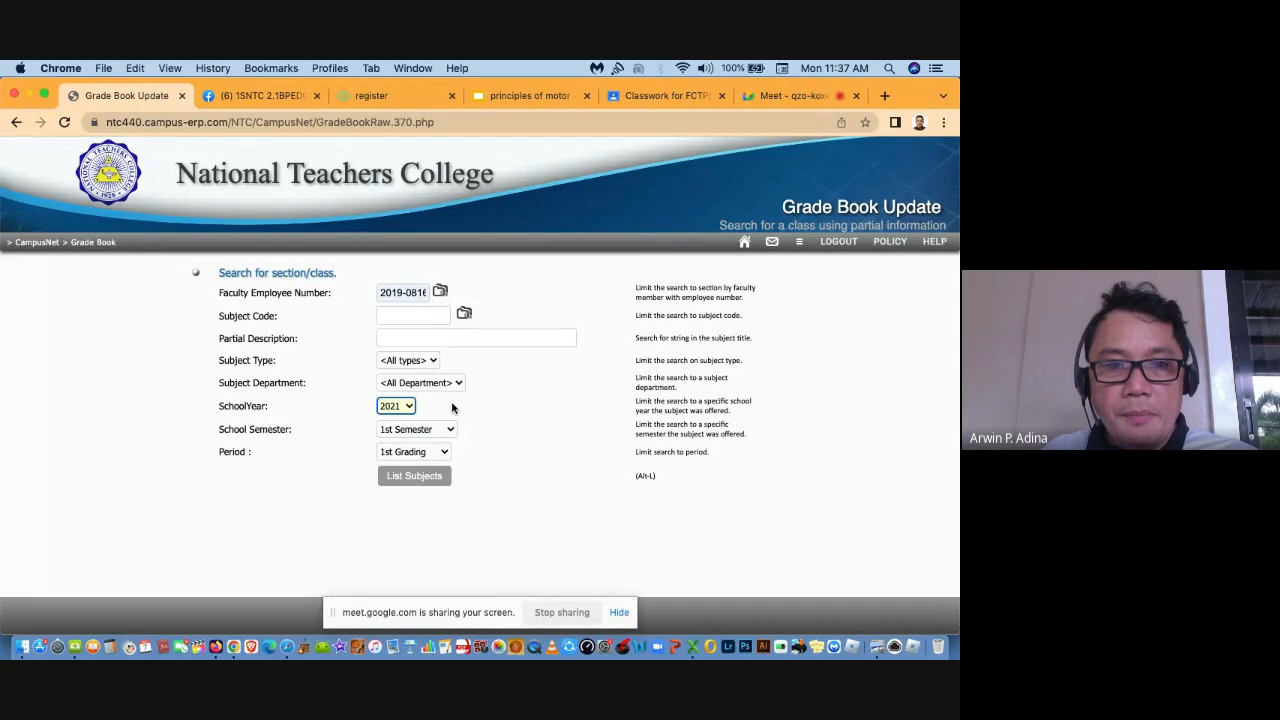 Chrome File Edit View History Bookmarks Profiles Tab Window Help 100% Mon 11:37 AM
Grade Book Update (6) 1SNTC 2.1BPED register principles of motor Classwork for FCTP Meet - qzo-kox
ntc440.campus-erp.com/NTC/CampusNet/GradeBookRaw.370.php
National Teachers College
Grade Book Update
Search for a class using partial information
> CampusNet > Grade Book LOGOUT POLICY HELP
Search for section/class.
Faculty Employee Number: 2019-0816 Limit the search to section by faculty
member with employee number.
Subject Code: Limit the search to subject code.
Partial Description: Search for string in the subject title.
Subject Type: <All types> Limit the search on subject type.
Subject Department: <All Department> Limit the search to a subject
department.
SchoolYear: 2021 Limit the search to a specific school
year the subject was offered.
School Semester: 1st Semester Limit the search to a specific
semester the subject was offered.
Period : 1st Grading Limit search to period.
List Subjects (Alt-L)
meet.google.com is sharing your screen. Stop sharing Hide
Arwin P. Adina